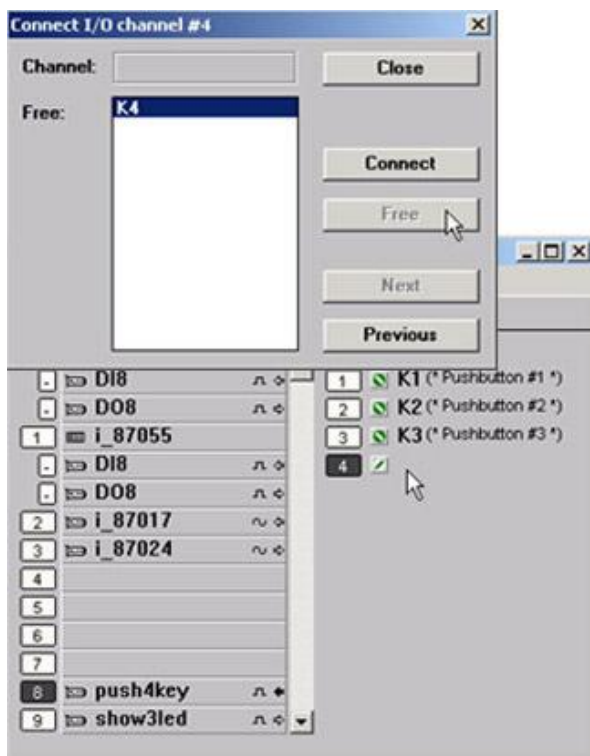 Connect I/O channel #4
Channel:
Close
Free:
K4
Connect
Free
Next
Previous
. DI8
. DO8
1 i_87055
. DI8
. DO8
2 i_87017
3 i_87024
4
5
6
7
8 push4key
9 show3led
1 K1 (* Pushbutton #1 *)
2 K2 (* Pushbutton #2 *)
3 K3 (* Pushbutton #3 *)
4